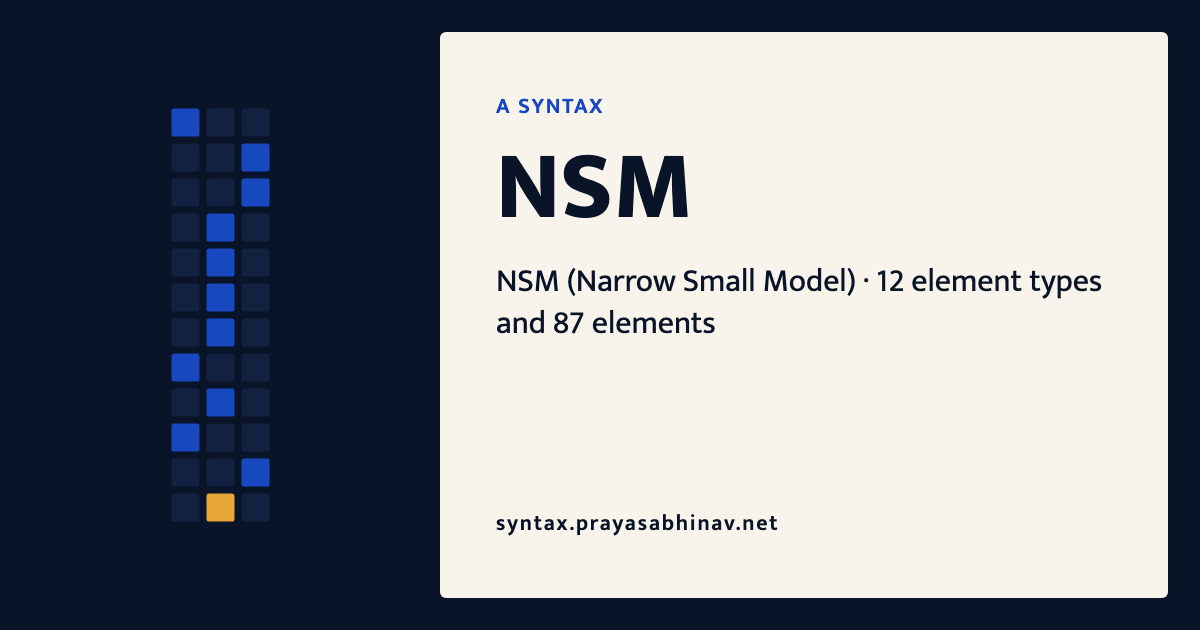 A SYNTAX
NSM
NSM (Narrow Small Model) · 12 element types
and 87 elements
syntax.prayasabhinav.net